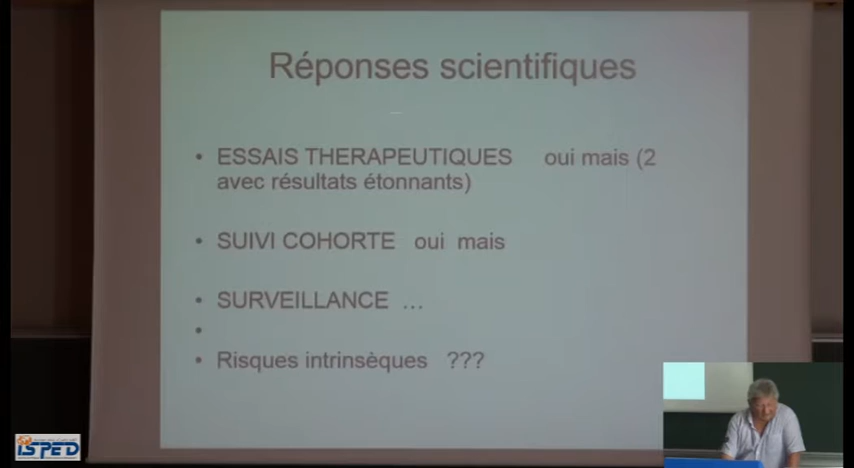 Réponses scientifiques
• ESSAIS THERAPEUTIQUES oui mais (2
avec résultats étonnants)
• SUIVI COHORTE oui mais
• SURVEILLANCE ...
•
• Risques intrinsèques ???
ISPED